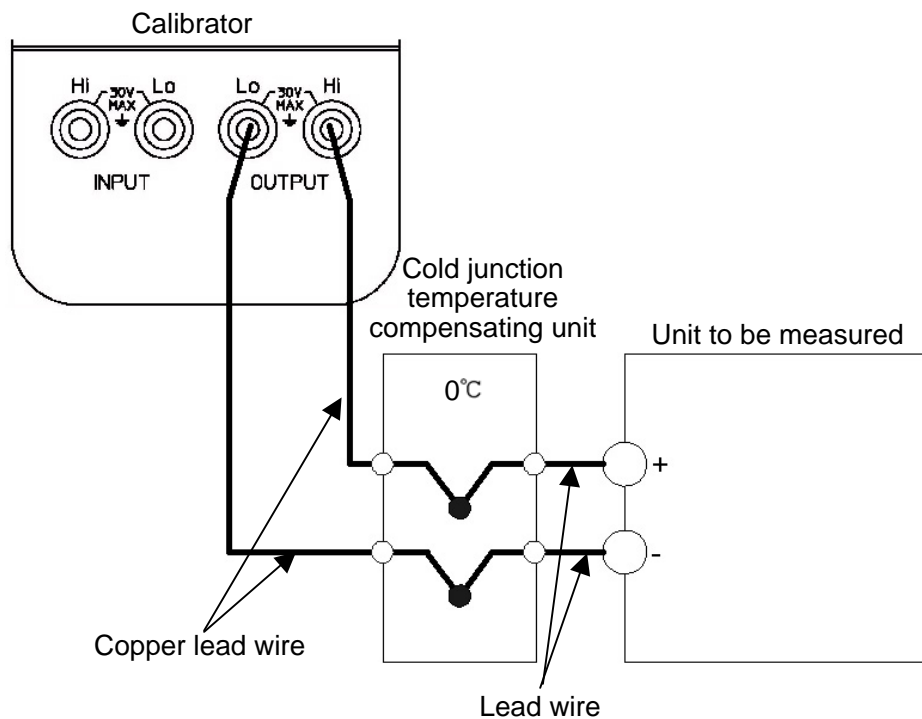 Calibrator
Hi 30V Lo Lo 30V Hi
MAX MAX
INPUT OUTPUT
Cold junction
temperature
compensating unit
Unit to be measured
0℃
+
-
Copper lead wire
Lead wire